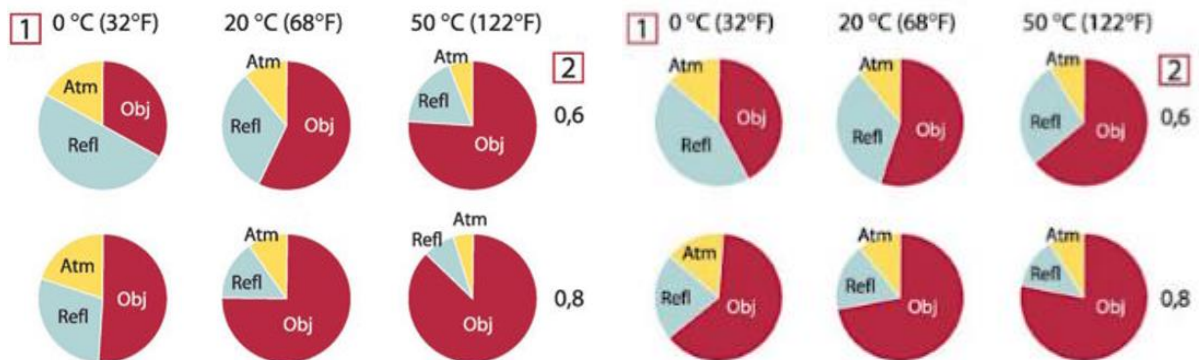 1 0 °C (32°F) 20 °C (68°F) 50 °C (122°F)
2
Atm Obj Refl
Atm Refl Obj
Atm Refl Obj
0,6
Atm Obj Refl
Atm Refl Obj
Atm Refl Obj
0,8
1 0 °C (32°F) 20 °C (68°F) 50 °C (122°F)
2
Atm Obj Refl
Atm Refl Obj
Atm Refl Obj
0,6
Atm Refl Obj
Atm Refl Obj
Atm Refl Obj
0,8